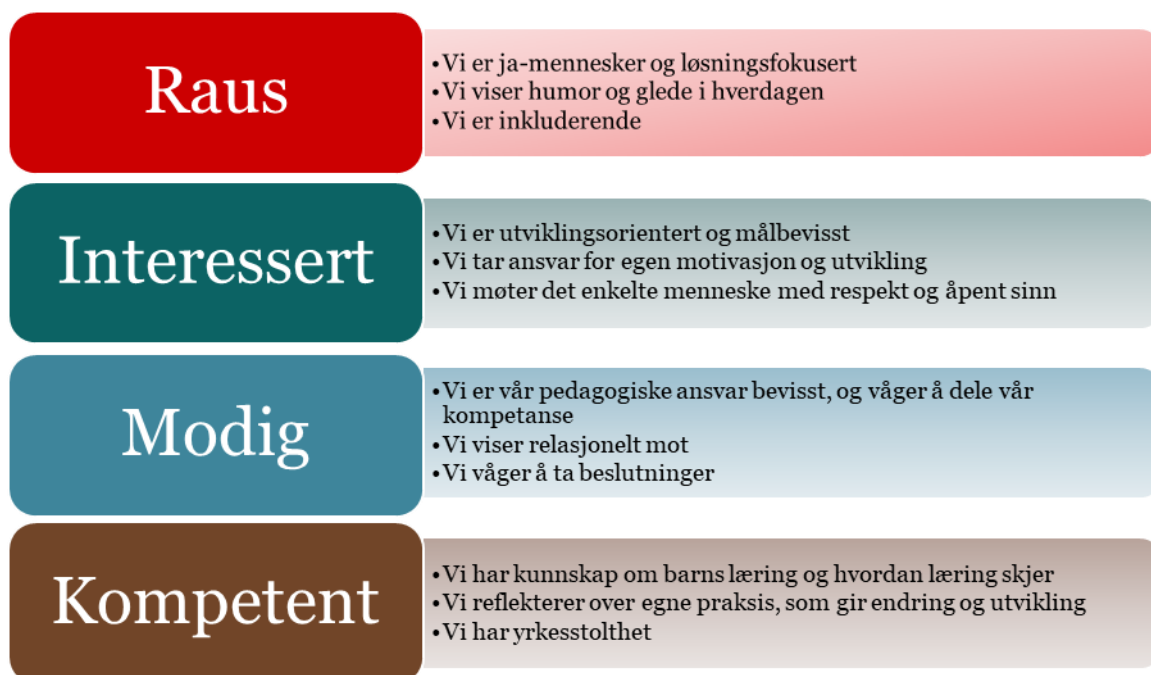 Raus
•Vi er ja-mennesker og løsningsfokusert
•Vi viser humor og glede i hverdagen
•Vi er inkluderende
Interessert
•Vi er utviklingsorientert og målbevisst
•Vi tar ansvar for egen motivasjon og utvikling
•Vi møter det enkelte menneske med respekt og åpent sinn
Modig
•Vi er vår pedagogiske ansvar bevisst, og våger å dele vår
kompetanse
•Vi viser relasjonelt mot
•Vi våger å ta beslutninger
Kompetent
•Vi har kunnskap om barns læring og hvordan læring skjer
•Vi reflekterer over egne praksis, som gir endring og utvikling
•Vi har yrkesstolthet